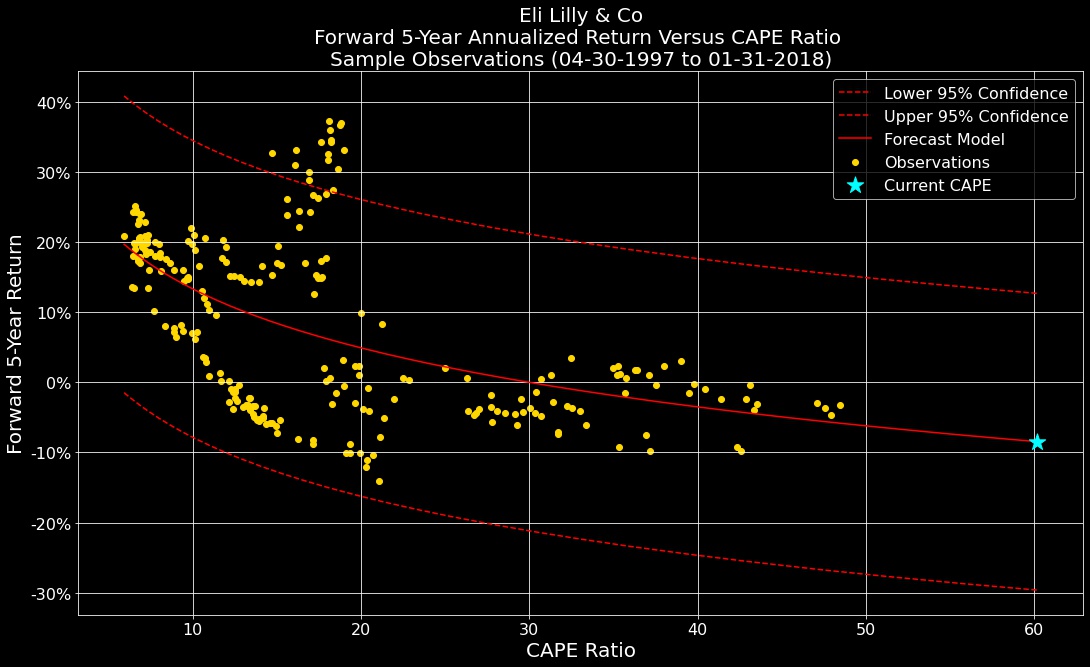 Eli Lilly & Co
Forward 5-Year Annualized Return Versus CAPE Ratio
Sample Observations (04-30-1997 to 01-31-2018)
Lower 95% Confidence
Upper 95% Confidence
Forecast Model
Observations
Current CAPE
Forward 5-Year Return
40%
30%
20%
10%
0%
-10%
-20%
-30%
10 20 30 40 50 60
CAPE Ratio